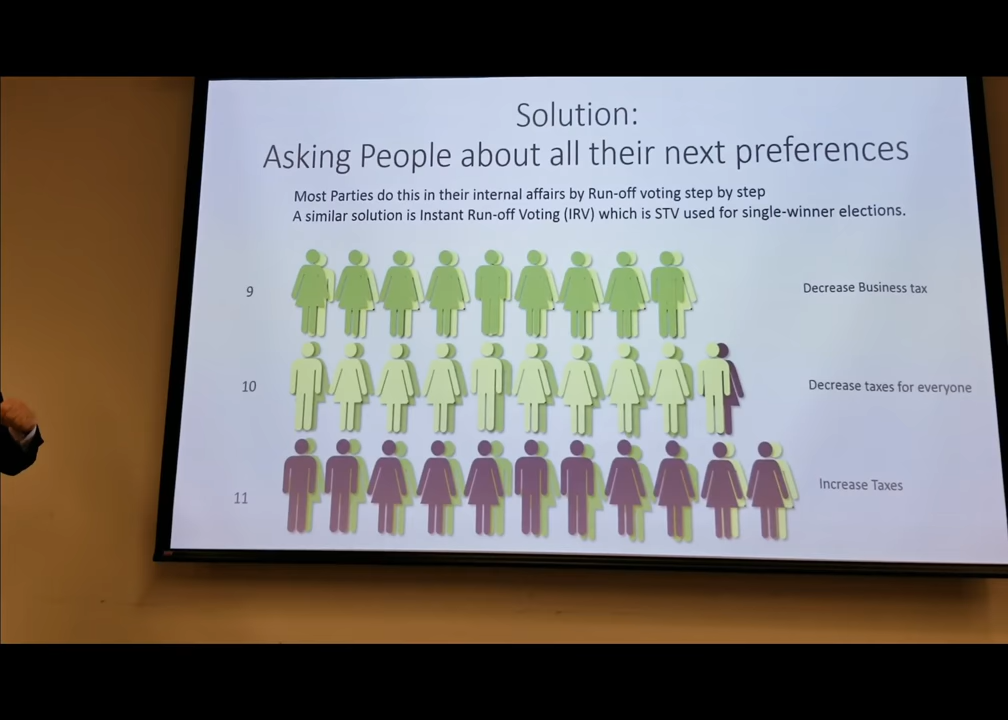 Solution:
Asking People about all their next preferences
Most Parties do this in their internal affairs by Run-off voting step by step
A similar solution is Instant Run-off Voting (IRV) which is STV used for single-winner elections.
9
Decrease Business tax
10
Decrease taxes for everyone
11
Increase Taxes